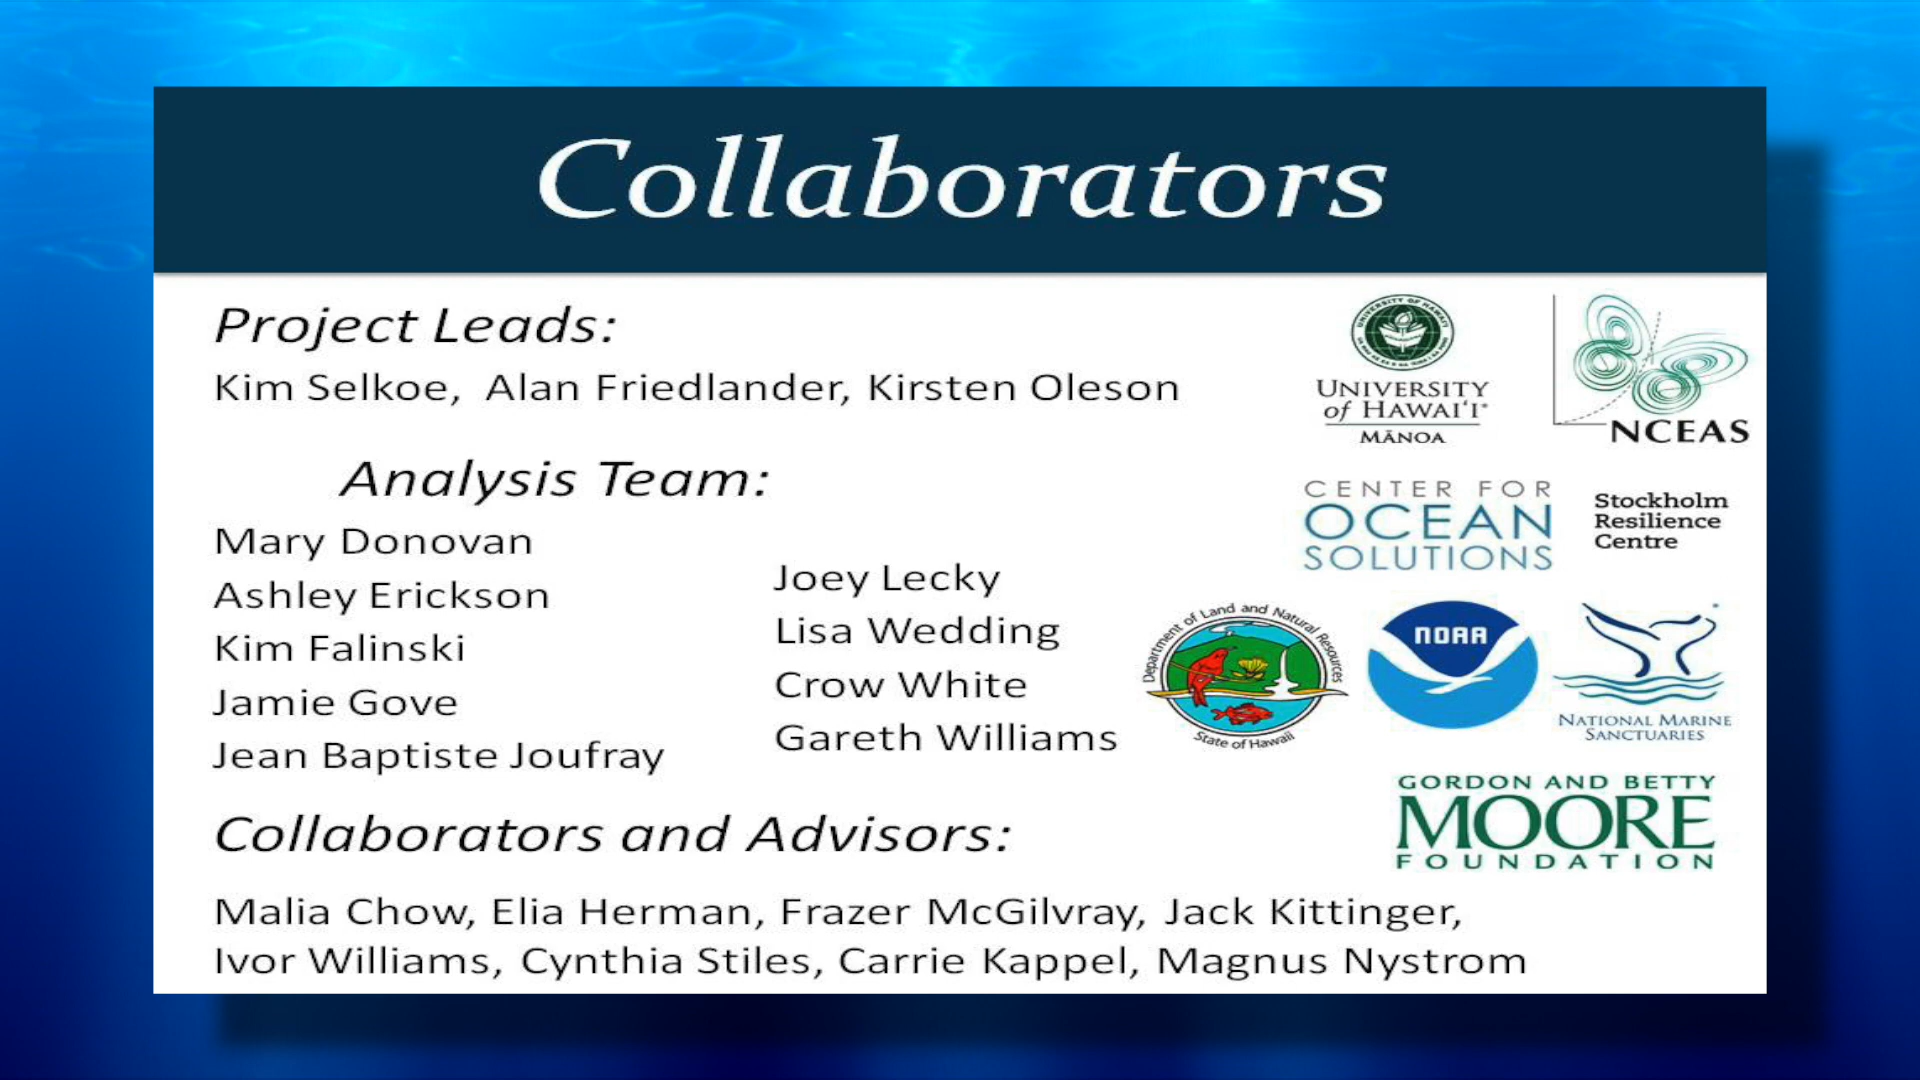 Collaborators
Project Leads:
Kim Selkoe, Alan Friedlander, Kirsten Oleson
Analysis Team:
Mary Donovan
Ashley Erickson
Kim Falinski
Jamie Gove
Jean Baptiste Joufray
Joey Lecky
Lisa Wedding
Crow White
Gareth Williams
Collaborators and Advisors:
Malia Chow, Elia Herman, Frazer McGilvray, Jack Kittinger,
Ivor Williams, Cynthia Stiles, Carrie Kappel, Magnus Nystrom
UNIVERSITY OF HAWAI'I
UNIVERSITY
of HAWAI'I®
MĀNOA
NCEAS
CENTER FOR
OCEAN
SOLUTIONS
Stockholm
Resilience
Centre
Department of Land and Natural Resources
State of Hawaii
NOAA
NATIONAL MARINE
SANCTUARIES
GORDON AND BETTY
MOORE
FOUNDATION